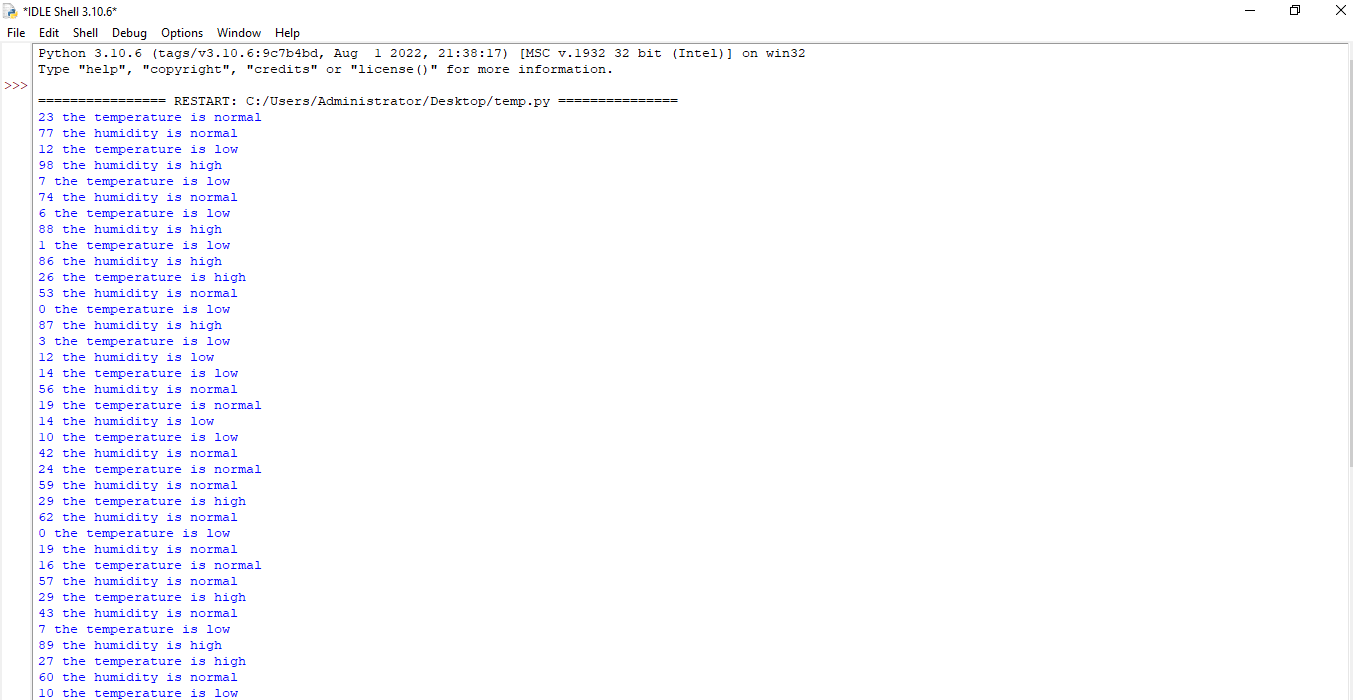 *IDLE Shell 3.10.6*
File Edit Shell Debug Options Window Help
Python 3.10.6 (tags/v3.10.6:9c7b4bd, Aug  1 2022, 21:38:17) [MSC v.1932 32 bit (Intel)] on win32
Type "help", "copyright", "credits" or "license()" for more information.
>>>
================ RESTART: C:/Users/Administrator/Desktop/temp.py ===============
23 the temperature is normal
77 the humidity is normal
12 the temperature is low
98 the humidity is high
7 the temperature is low
74 the humidity is normal
6 the temperature is low
88 the humidity is high
1 the temperature is low
86 the humidity is high
26 the temperature is high
53 the humidity is normal
0 the temperature is low
87 the humidity is high
3 the temperature is low
12 the humidity is low
14 the temperature is low
56 the humidity is normal
19 the temperature is normal
14 the humidity is low
10 the temperature is low
42 the humidity is normal
24 the temperature is normal
59 the humidity is normal
29 the temperature is high
62 the humidity is normal
0 the temperature is low
19 the humidity is normal
16 the temperature is normal
57 the humidity is normal
29 the temperature is high
43 the humidity is normal
7 the temperature is low
89 the humidity is high
27 the temperature is high
60 the humidity is normal
10 the temperature is low